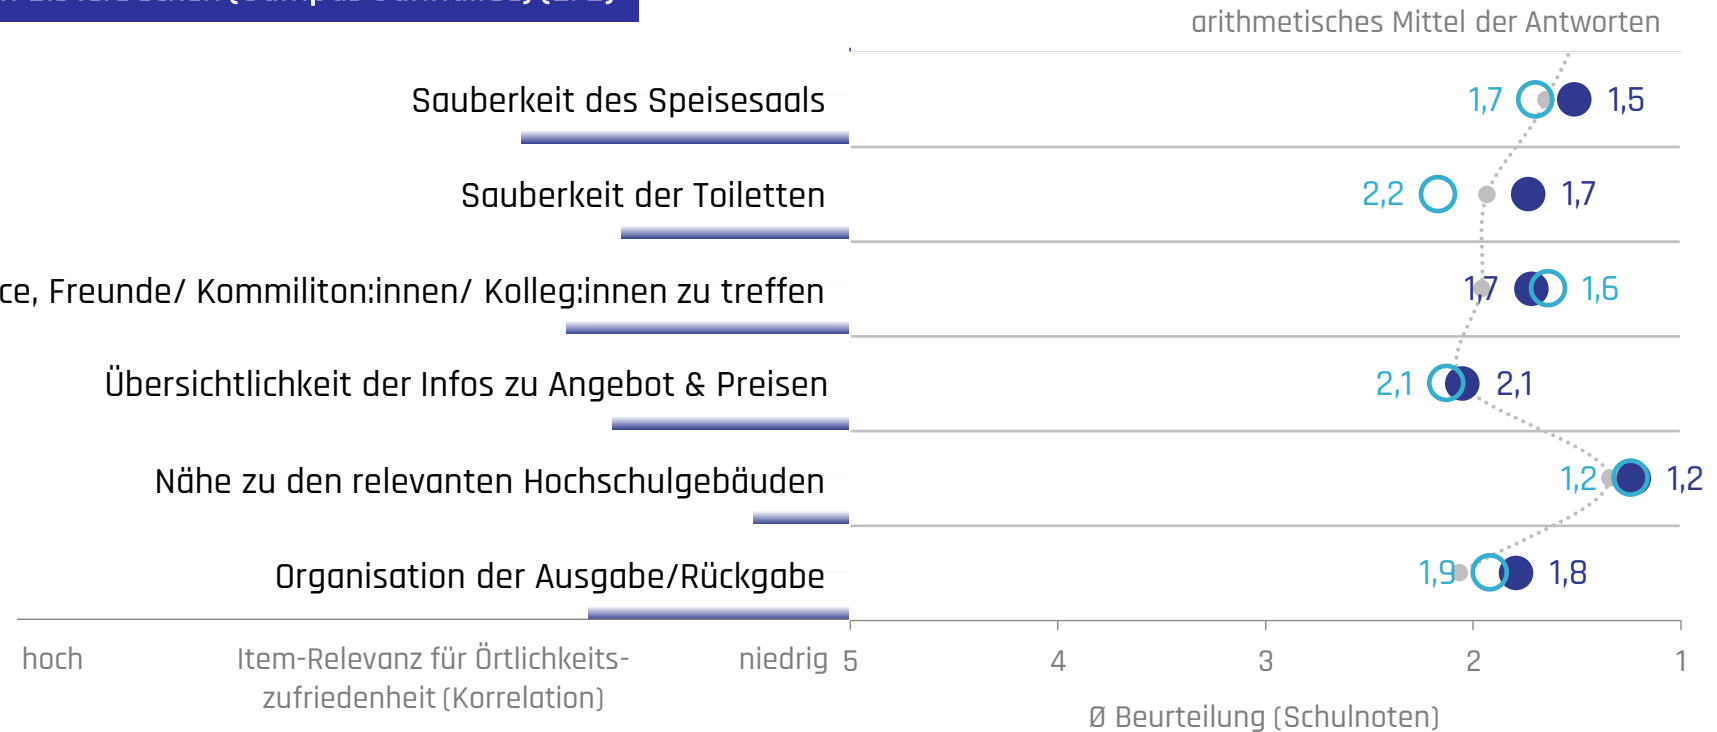 arithmetisches Mittel der Antworten
Sauberkeit des Speisesaals
1,7
1,5
Sauberkeit der Toiletten
2,2
1,7
ce, Freunde/ Kommiliton:innen/ Kolleg:innen zu treffen
1,7
1,6
Übersichtlichkeit der Infos zu Angebot & Preisen
2,1
2,1
Nähe zu den relevanten Hochschulgebäuden
1,2
1,2
Organisation der Ausgabe/Rückgabe
1,9
1,8
hoch
Item-Relevanz für Örtlichkeits-
zufriedenheit (Korrelation)
niedrig
5
4
3
2
1
Ø Beurteilung (Schulnoten)